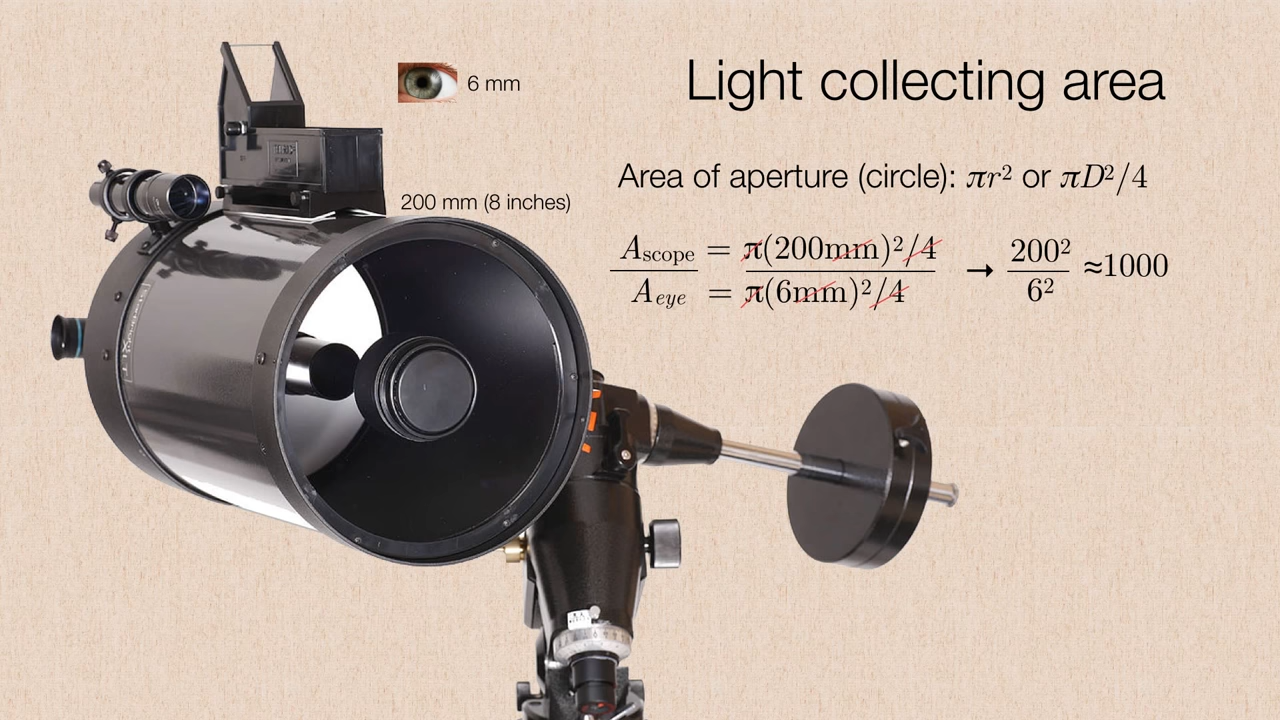 Light collecting area
6 mm
Area of aperture (circle): πr² or πD²/4
200 mm (8 inches)
A_scope = π(200mm)²/4 → 200² ≈1000
A_eye = π(6mm)²/4 6²